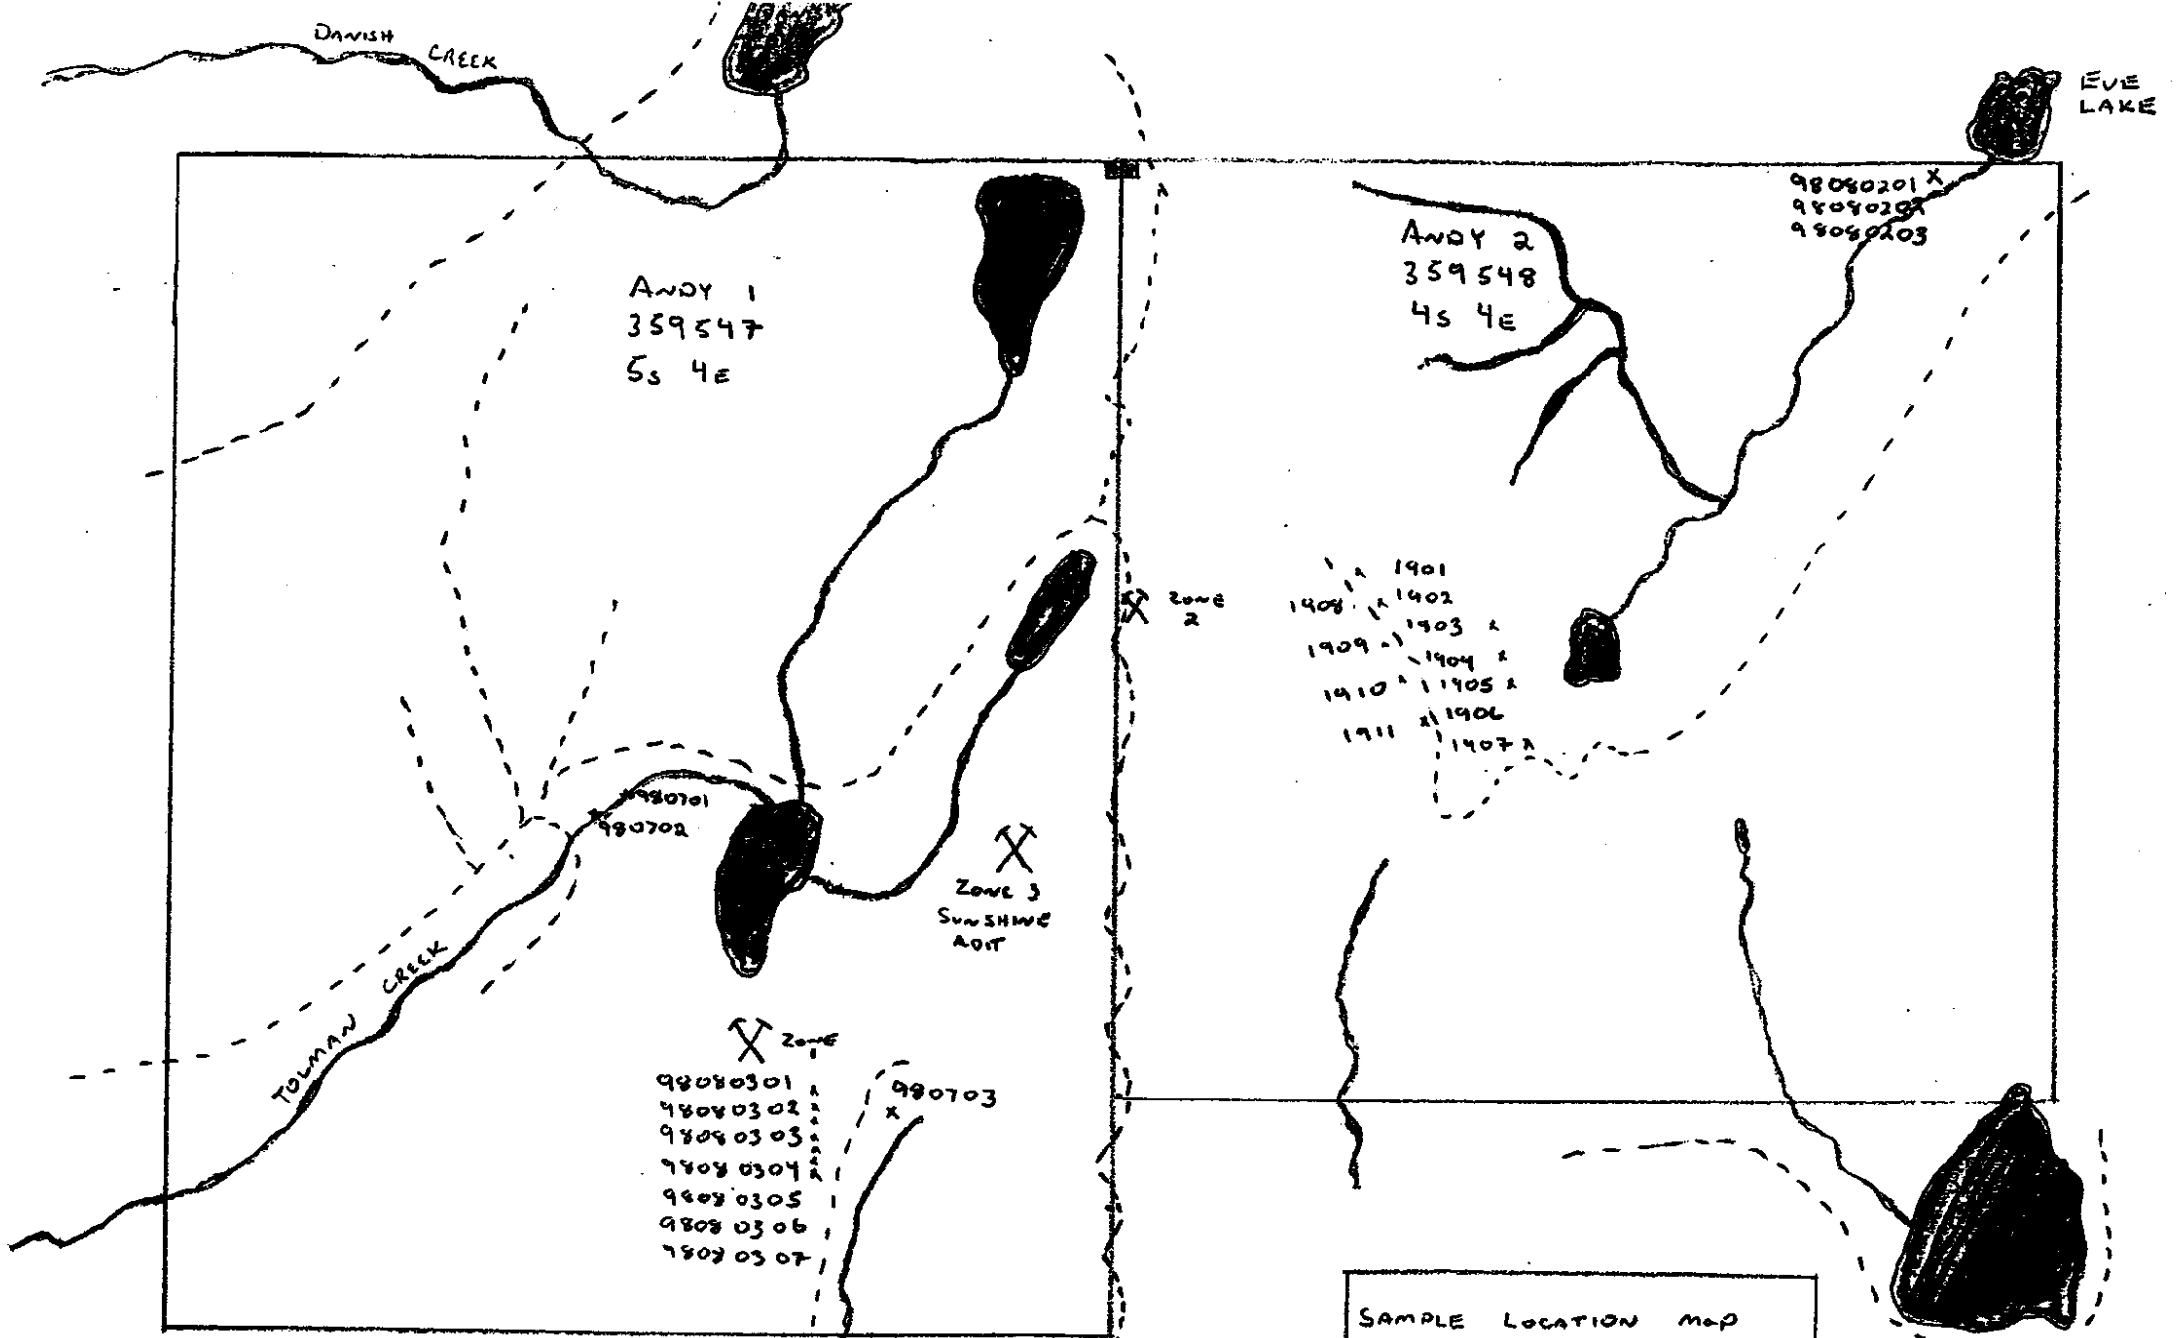 DANISH CREEK
EVE
LAKE
98080201
98080202
98080203
ANDY 1
359547
5S 4E
ANDY 2
359548
4S 4E
ZONE
2
1901
1902
1903
1904
1905
1906
1907
1908
1909
1910
1911
980701
980702
ZONE 3
SUNSHINE
ADIT
TOLMAN CREEK
ZONE
1
98080301
98080302
98080303
98080304
98080305
98080306
98080307
980703
SAMPLE LOCATION MAP